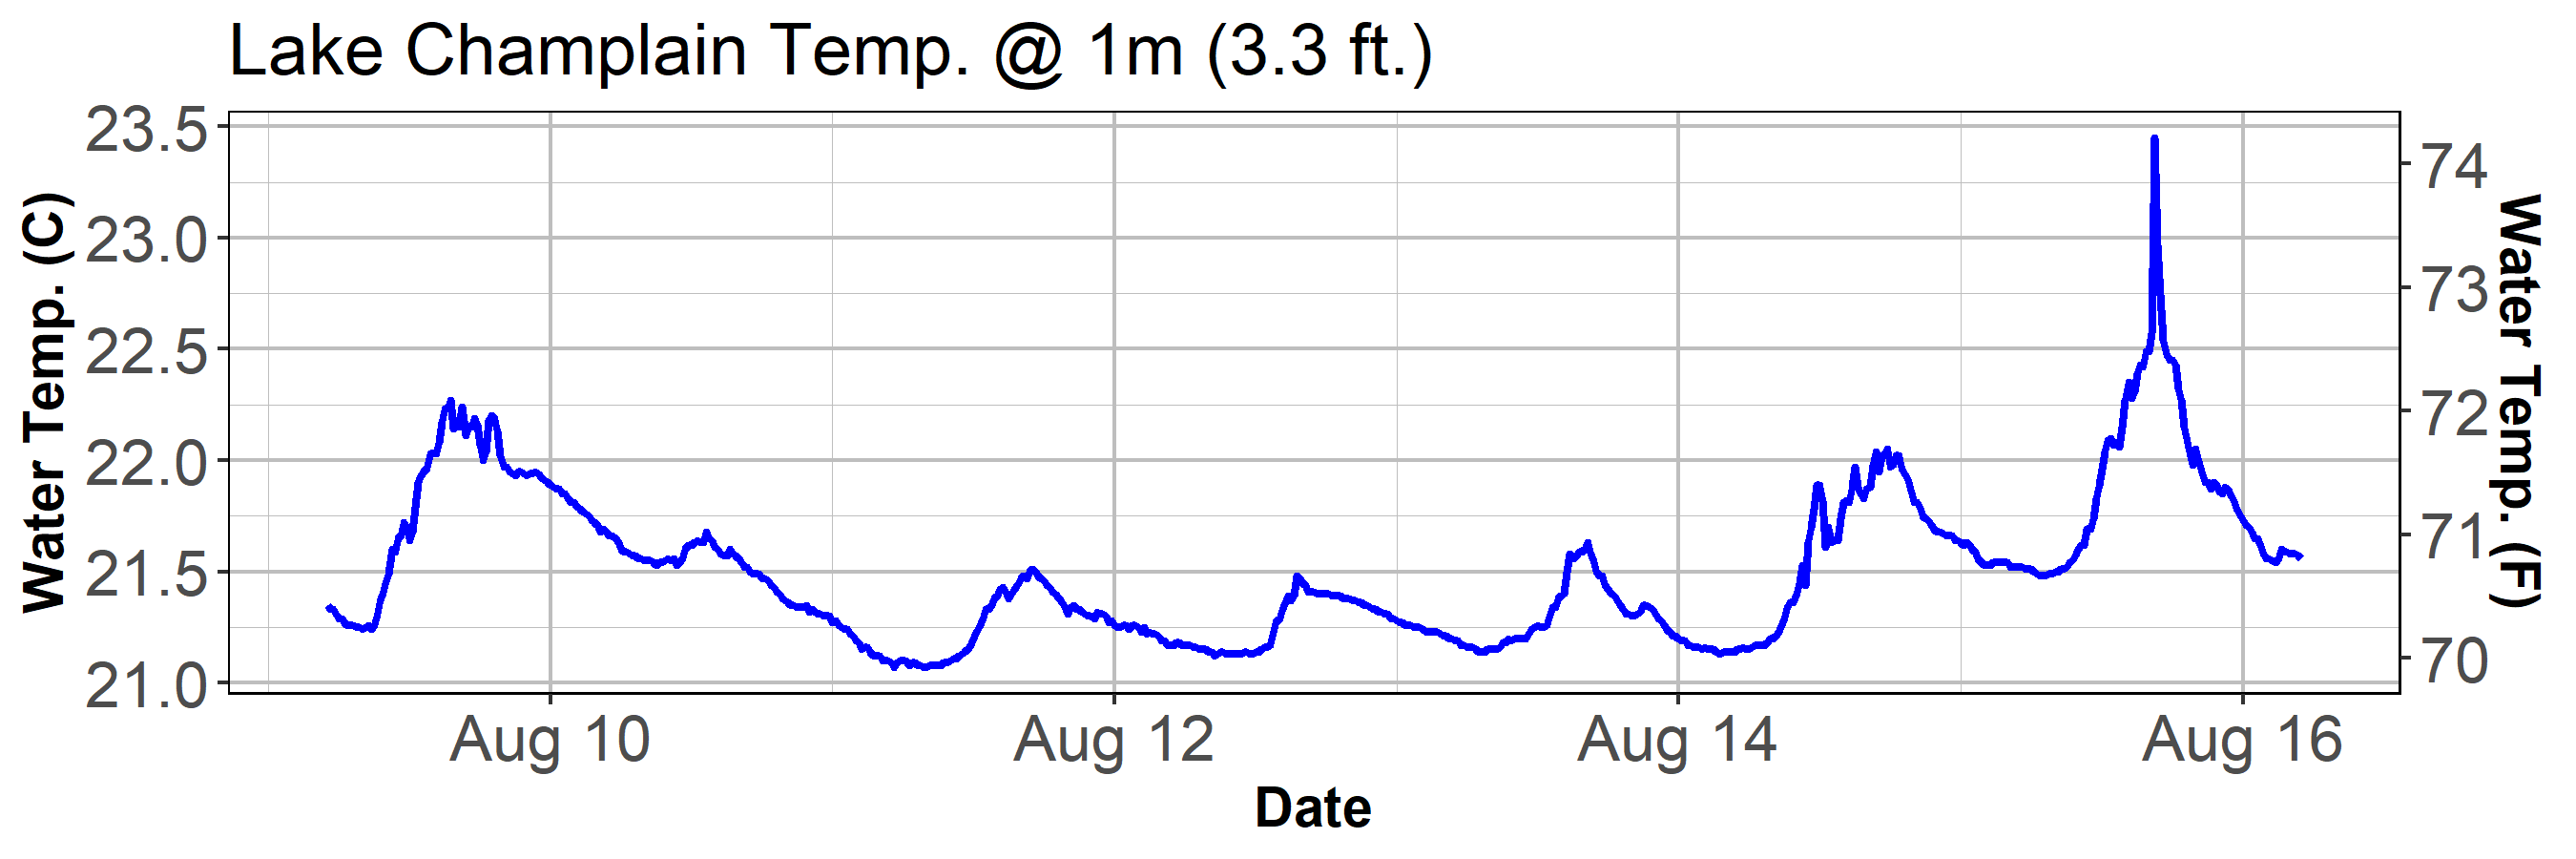 Lake Champlain Temp. @ 1m (3.3 ft.)
Water Temp. (C)
23.5
23.0
22.5
22.0
21.5
21.0
74
73
72
71
70
Water Temp. (F)
Aug 10 Aug 12 Aug 14 Aug 16
Date